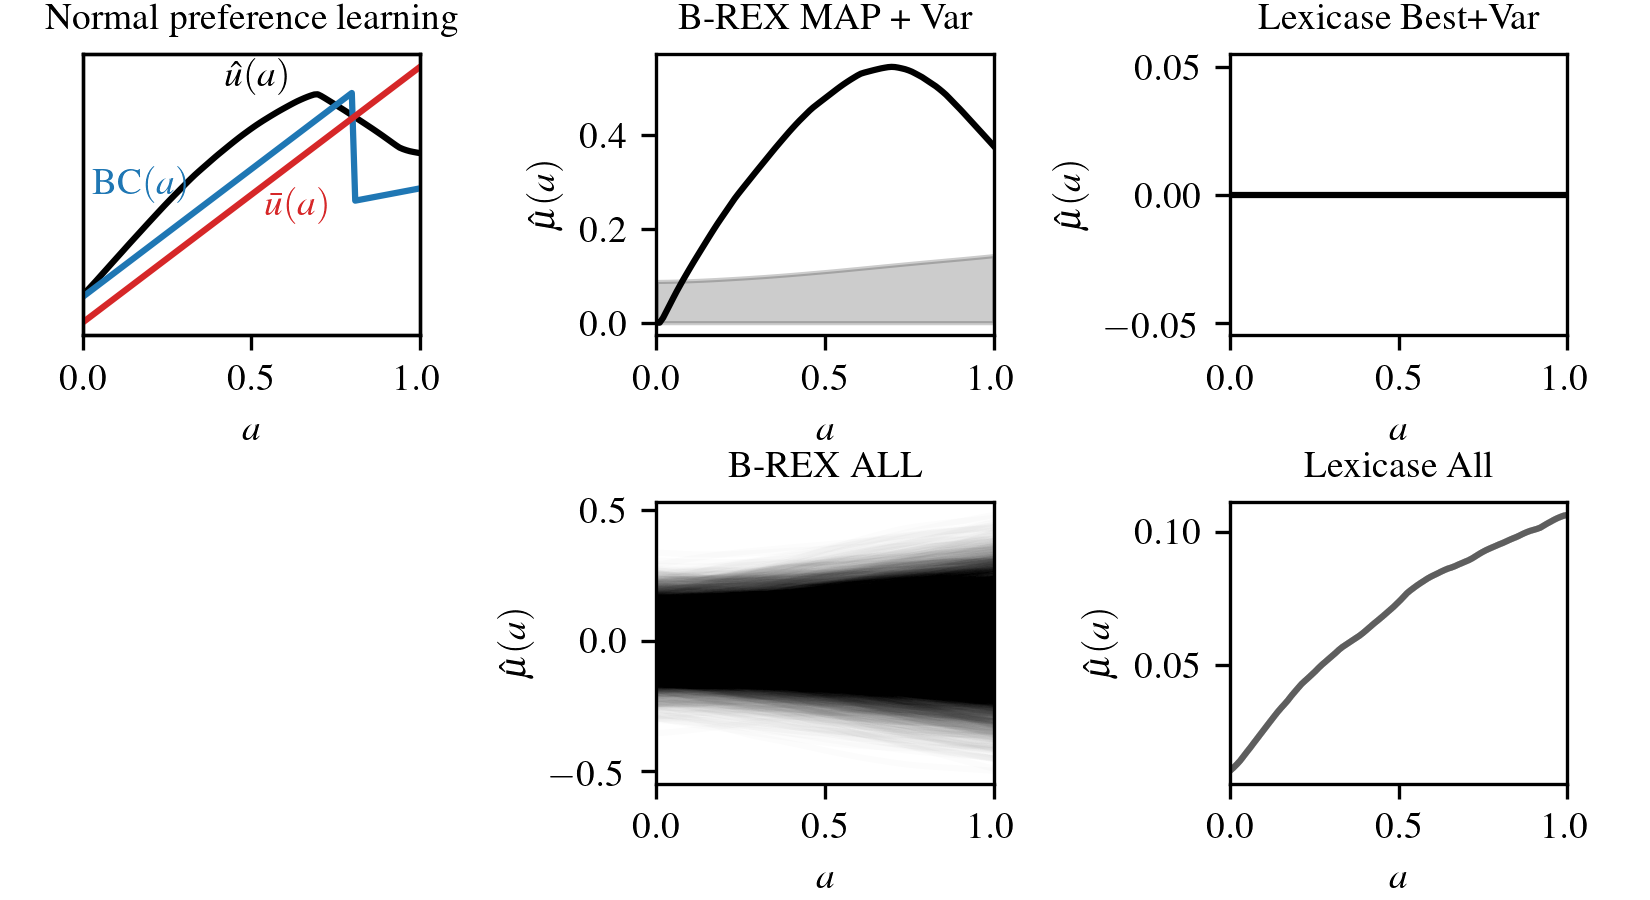 Normal preference learning
û(a)
BC(a)
ū(a)
0.0 0.5 1.0
a
B-REX MAP + Var
0.4
0.2
0.0
μ̂(a)
0.0 0.5 1.0
a
Lexicase Best+Var
0.05
0.00
−0.05
μ̂(a)
0.0 0.5 1.0
a
B-REX ALL
0.5
0.0
−0.5
μ̂(a)
0.0 0.5 1.0
a
Lexicase All
0.10
0.05
μ̂(a)
0.0 0.5 1.0
a